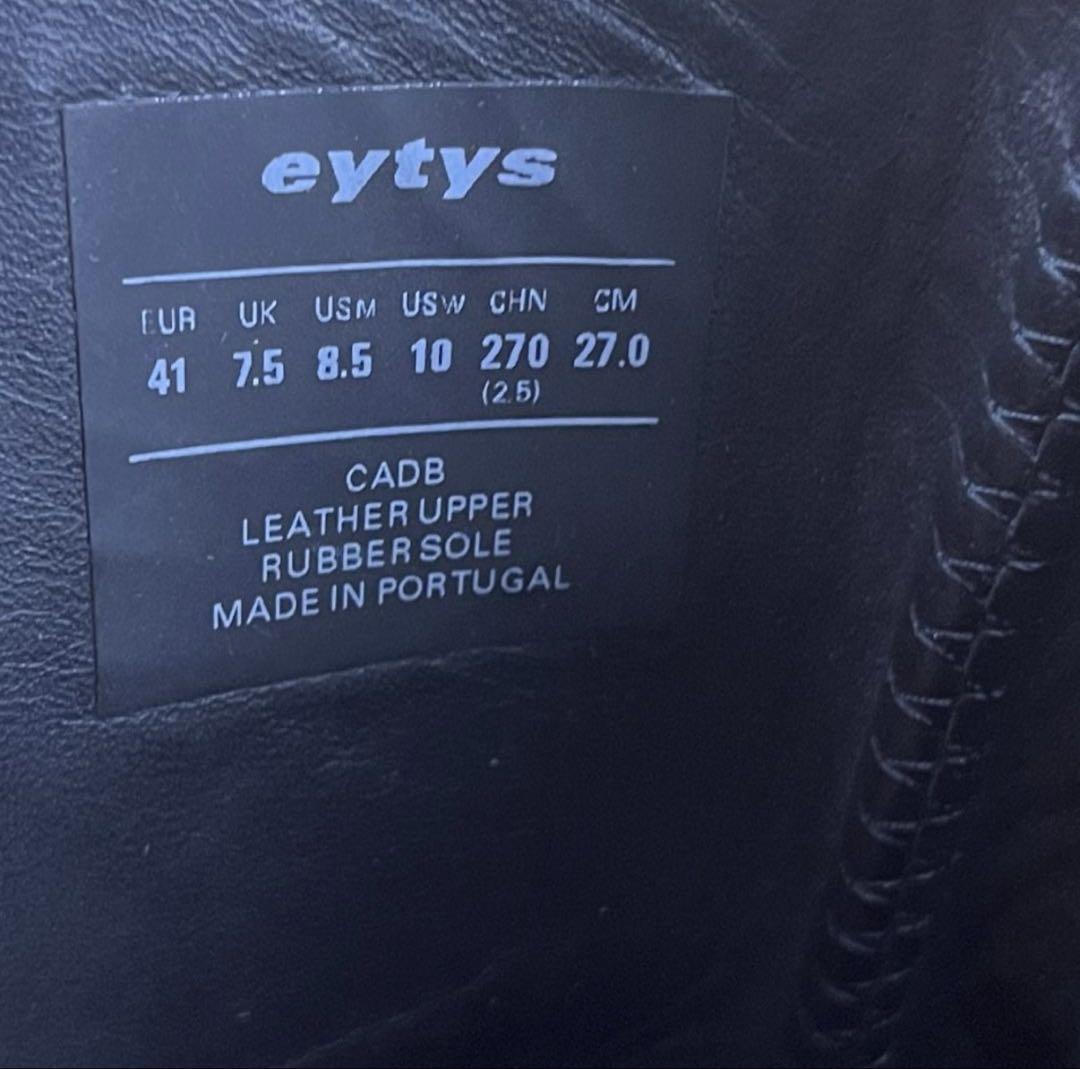 eytys
EUR UK USM USW CHN CM
41 7.5 8.5 10 270 27.0
(2.5)
CADB
LEATHER UPPER
RUBBER SOLE
MADE IN PORTUGAL